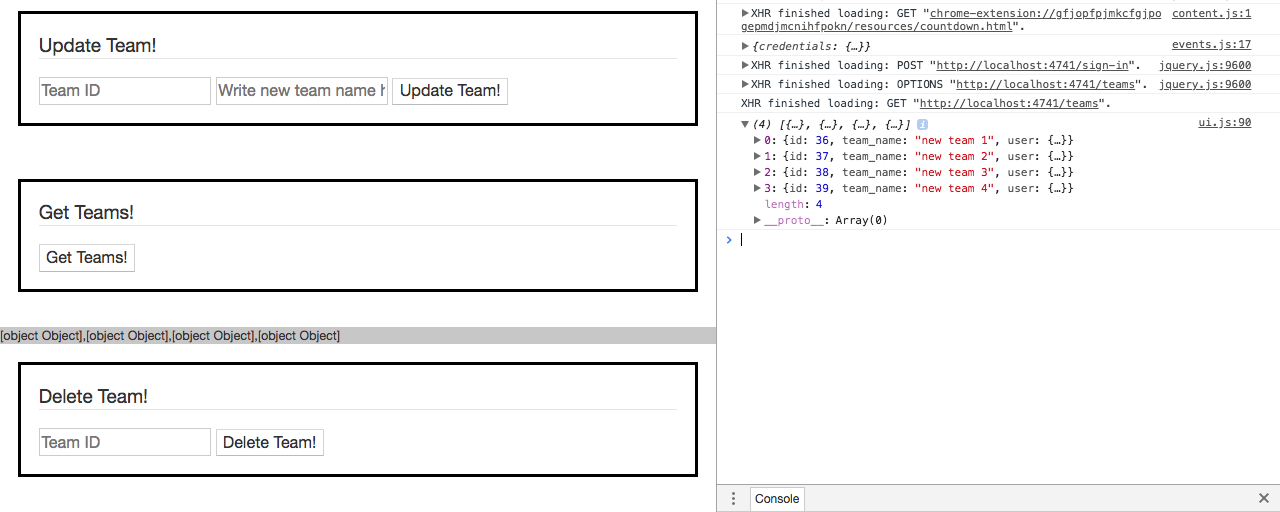 Update Team!
Team ID
Write new team name h
Update Team!
Get Teams!
Get Teams!
[object Object],[object Object],[object Object],[object Object]
Delete Team!
Team ID
Delete Team!
XHR finished loading: GET "chrome-extension://gfjopfpjmkcfgjpo content.js:1
gepmdjmcnihfpokn/resources/countdown.html".
{credentials: {…}} events.js:17
XHR finished loading: POST "http://localhost:4741/sign-in". jquery.js:9600
XHR finished loading: OPTIONS "http://localhost:4741/teams". jquery.js:9600
XHR finished loading: GET "http://localhost:4741/teams".
(4) [{…}, {…}, {…}, {…}] i ui.js:90
0: {id: 36, team_name: "new team 1", user: {…}}
1: {id: 37, team_name: "new team 2", user: {…}}
2: {id: 38, team_name: "new team 3", user: {…}}
3: {id: 39, team_name: "new team 4", user: {…}}
length: 4
__proto__: Array(0)
Console